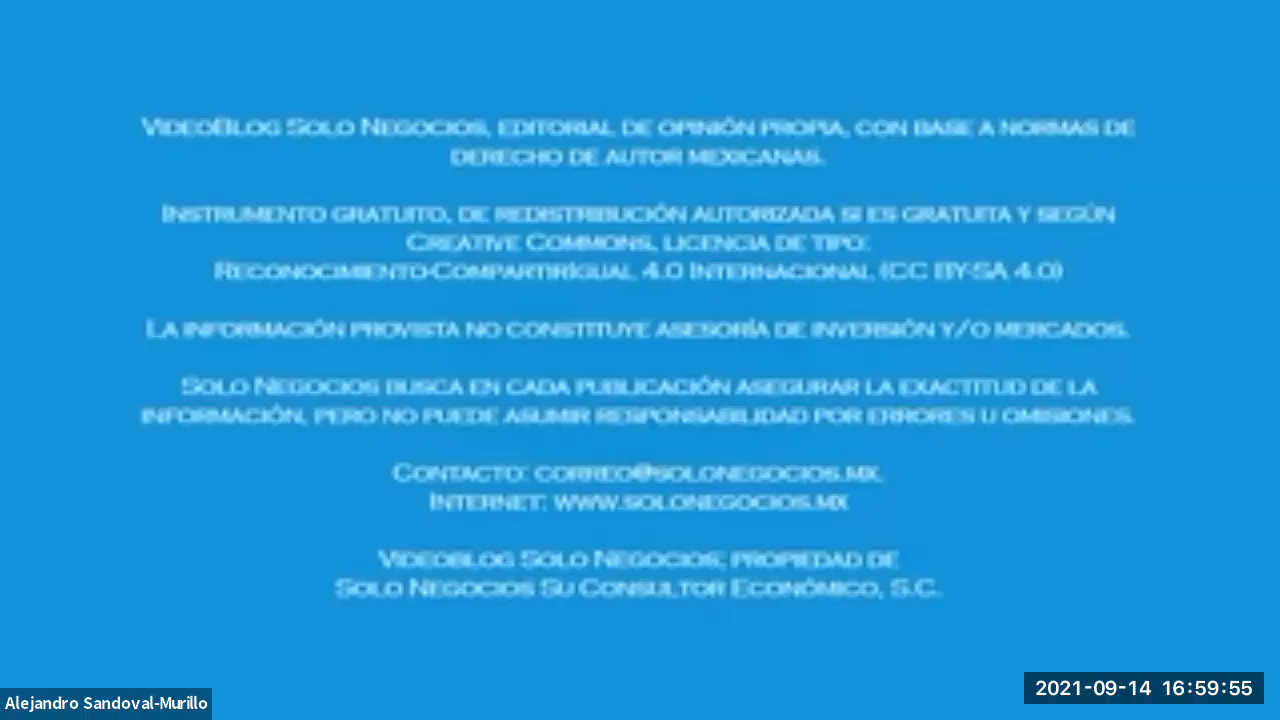 VideoBlog Solo Negocios, editorial de opinión propia, con base a normas de
derecho de autor mexicanas.
Instrumento gratuito, de redistribución autorizada si es gratuita y según
Creative Commons, licencia de tipo:
Reconocimiento-CompartirIgual 4.0 Internacional (CC BY-SA 4.0)
La información provista no constituye asesoría de inversión y/o mercados.
Solo Negocios busca en cada publicación asegurar la exactitud de la
información, pero no puede asumir responsabilidad por errores u omisiones.
Contacto: correo@solonegocios.mx.
Internet: www.solonegocios.mx
Videoblog Solo Negocios; propiedad de
Solo Negocios Su Consultor Económico, S.C.
Alejandro Sandoval-Murillo
2021-09-14 16:59:55